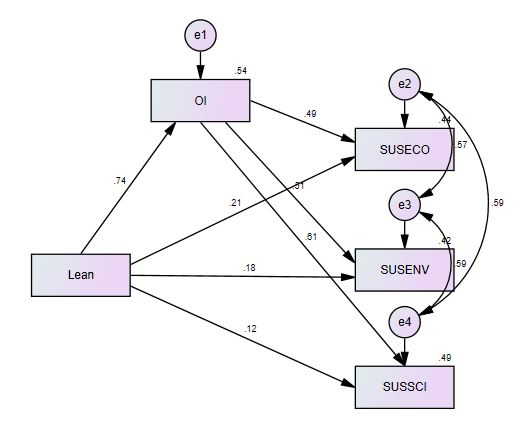 e1
.54
OI
e2
.49
.44
SUSECO
.57
.74
.51
.21
.59
e3
.61
.42
.59
Lean
.18
SUSENV
e4
.12
.49
SUSSCI